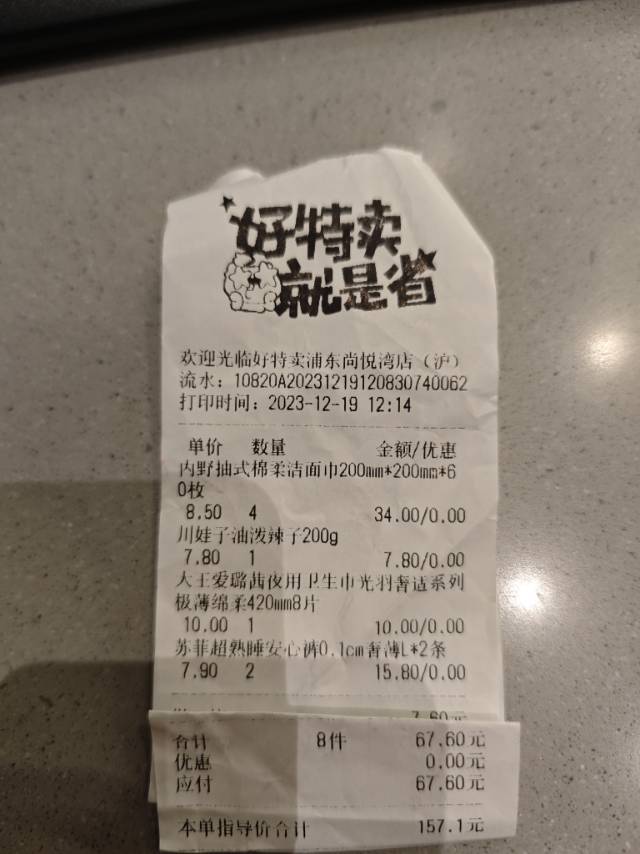 好特卖
就是省
欢迎光临好特卖浦东尚悦湾店（沪）
流水：10820A20231219120830740062
打印时间：2023-12-19 12:14
单价 数量 金额/优惠
内野抽式棉柔洁面巾200mm*200mm*6
0枚
8.50 4 34.00/0.00
川娃子油泼辣子200g
7.80 1 7.80/0.00
大王爱璐茜夜用卫生巾光羽奢适系列
极薄绵柔420mm8片
10.00 1 10.00/0.00
苏菲超熟睡安心裤0.1cm奢薄L*2条
7.90 2 15.80/0.00
7.60元
合计 8件 67.60元
优惠 0.00元
应付 67.60元
本单指导价合计 157.1元